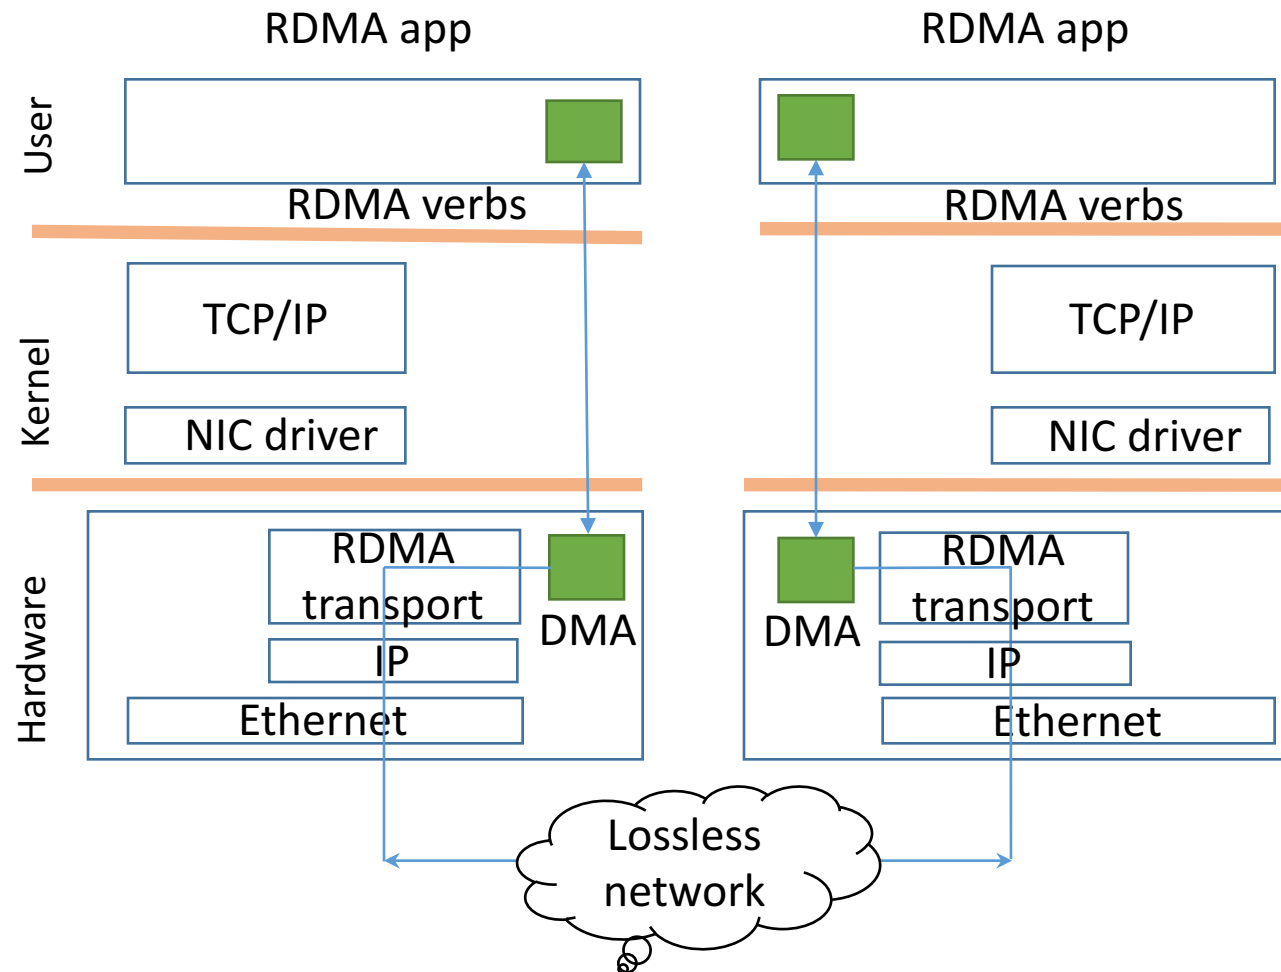 RDMA app
RDMA app
User
RDMA verbs
RDMA verbs
Kernel
TCP/IP
TCP/IP
NIC driver
NIC driver
Hardware
RDMA
transport
DMA
IP
Ethernet
DMA
RDMA
transport
IP
Ethernet
Lossless
network